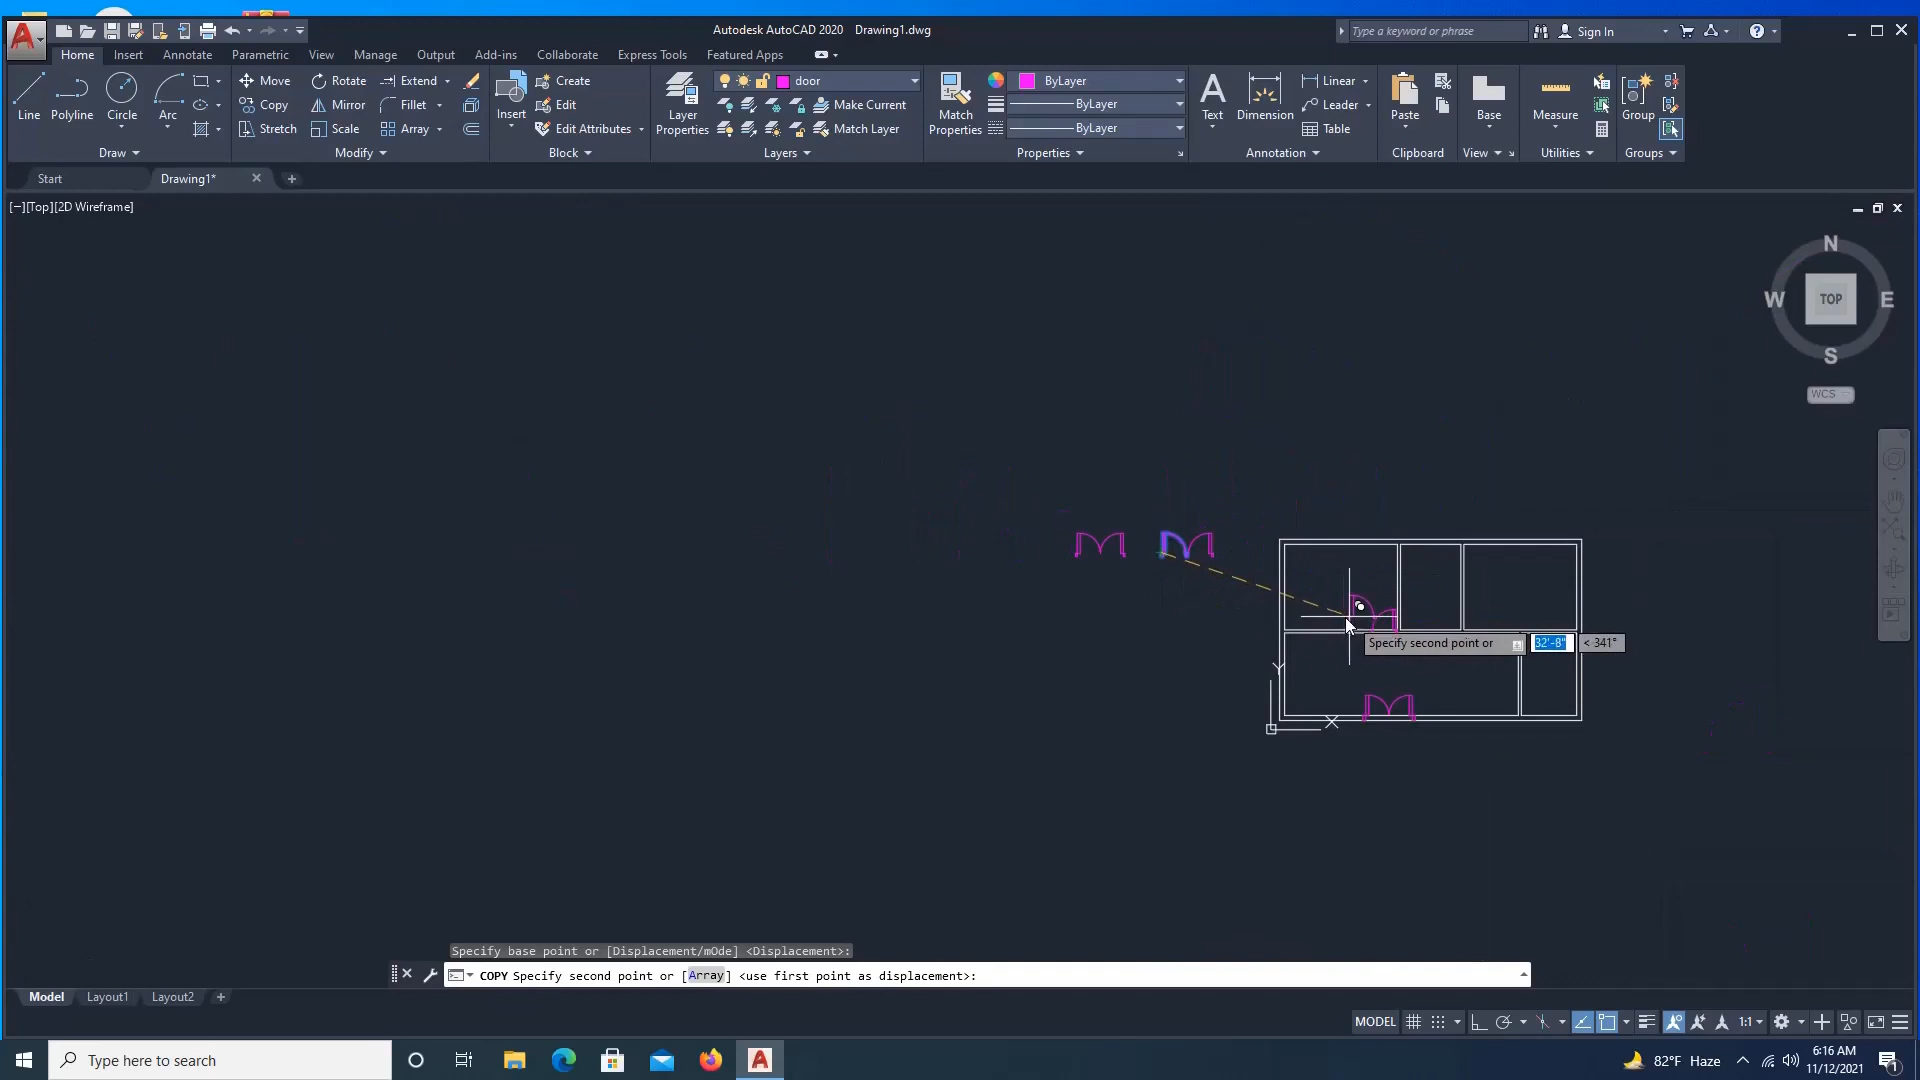 Autodesk AutoCAD 2020 Drawing1.dwg
Type a keyword or phrase
Sign In
Home Insert Annotate Parametric View Manage Output Add-ins Collaborate Express Tools Featured Apps
Line Polyline Circle Arc
Move Rotate Extend
Copy Mirror Fillet
Stretch Scale Array
Insert
Create
Edit
Edit Attributes
Layer Properties
door
Make Current
Match Layer
Match Properties
ByLayer
ByLayer
ByLayer
Text Dimension
Linear
Leader
Table
Paste
Base
Measure
Group
Draw Modify Block Layers Properties Annotation Clipboard View Utilities Groups
Start Drawing1*
[−][Top][2D Wireframe]
N
W TOP E
S
WCS
Specify second point or 32'-8" < 341°
Y
X
Specify base point or [Displacement/mOde] <Displacement>:
COPY Specify second point or [Array] <use first point as displacement>:
Model Layout1 Layout2
MODEL 1:1
Type here to search
82°F Haze
6:16 AM
11/12/2021
1